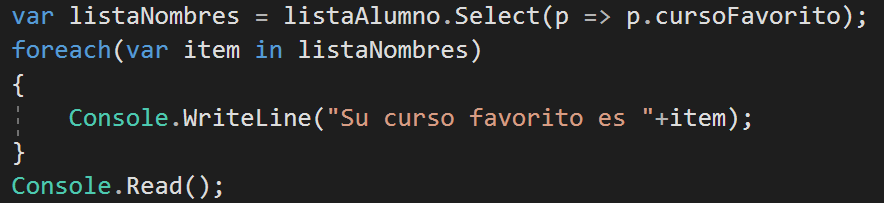 var listaNombres = listaAlumno.Select(p => p.cursoFavorito);
foreach(var item in listaNombres)
{
    Console.WriteLine("Su curso favorito es "+item);
}
Console.Read();